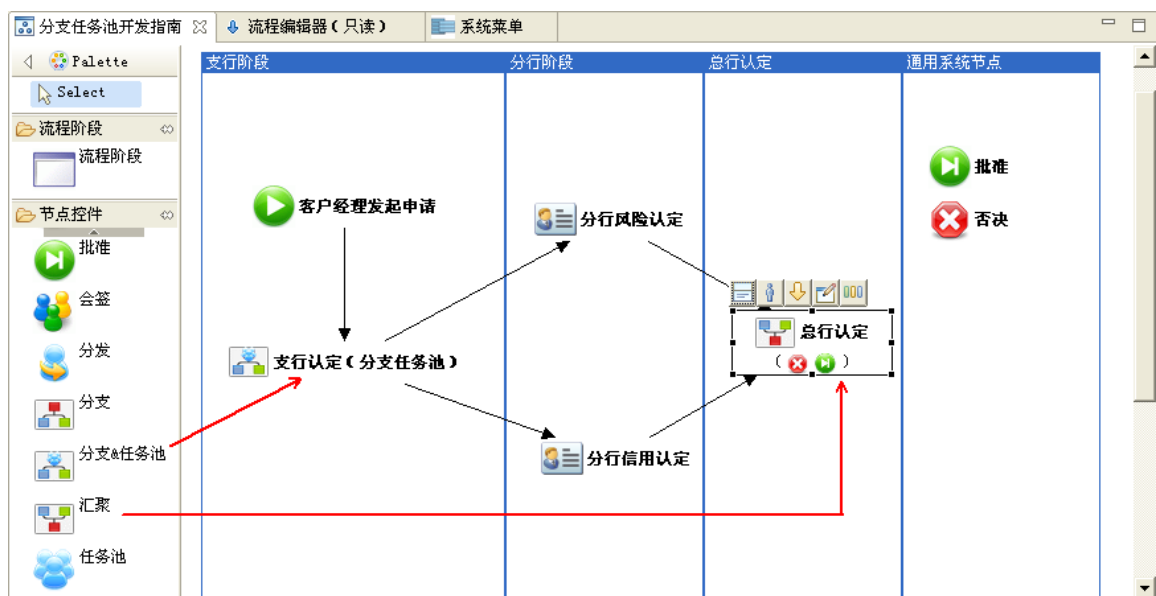 分支任务池开发指南
流程编辑器（只读）
系统菜单
Palette
Select
流程阶段
流程阶段
节点控件
批准
会签
分发
分支
分支&任务池
汇聚
任务池
支行阶段
分行阶段
总行认定
通用系统节点
客户经理发起申请
支行认定（分支任务池）
分行风险认定
分行信用认定
总行认定
（ ）
批准
否决